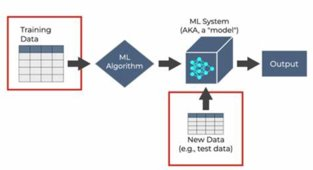 Training
Data
ML
Algorithm
ML System
(AKA, a "model")
Output
New Data
(e.g., test data)